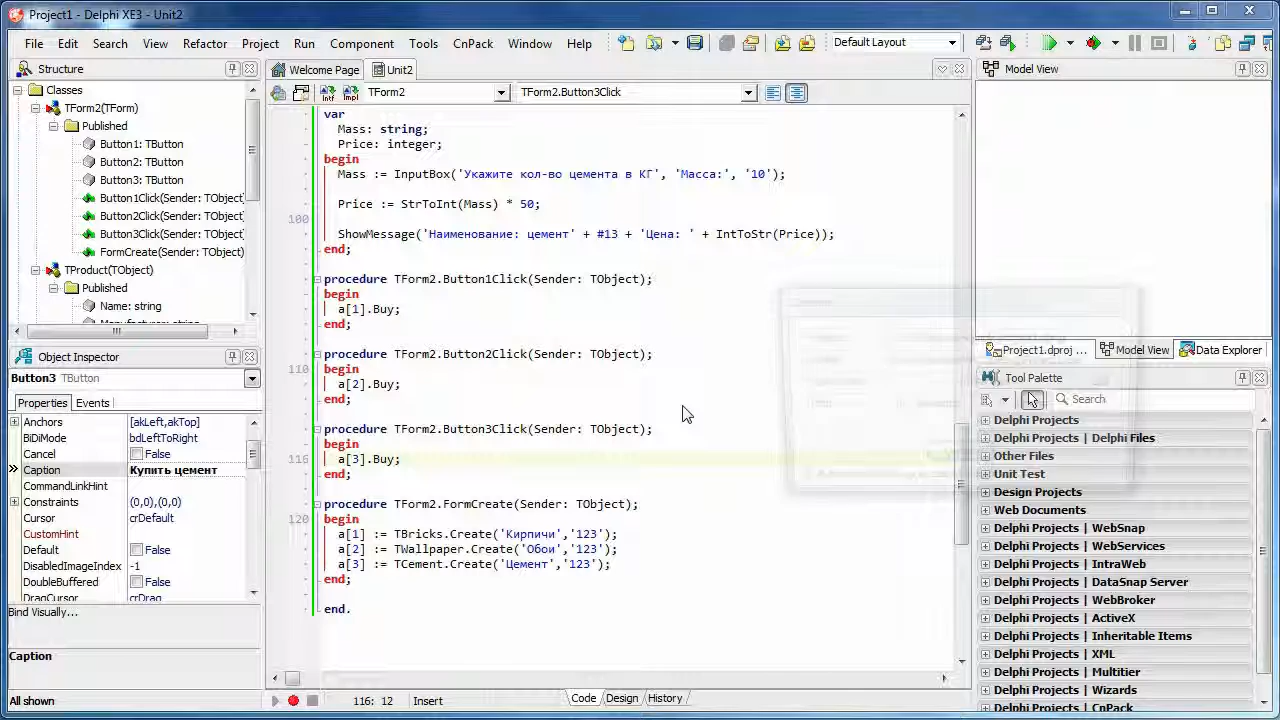 Project1 - Delphi XE3 - Unit2
File Edit Search View Refactor Project Run Component Tools CnPack Window Help
Default Layout
Structure
Classes
TForm2(TForm)
Published
Button1: TButton
Button2: TButton
Button3: TButton
Button1Click(Sender: TObject)
Button2Click(Sender: TObject)
Button3Click(Sender: TObject)
FormCreate(Sender: TObject)
TProduct(TObject)
Published
Name: string
Object Inspector
Button3 TButton
Properties Events
Anchors [akLeft,akTop]
BiDiMode bdLeftToRight
Cancel False
Caption Купить цемент
CommandLinkHint
Constraints (0,0),(0,0)
Cursor crDefault
CustomHint
Default False
DisabledImageIndex -1
DoubleBuffered False
DragCursor crDrag
Bind Visually...
Caption
All shown
Welcome Page Unit2
TForm2 TForm2.Button3Click
var
Mass: string;
Price: integer;
begin
Mass := InputBox('Укажите кол-во цемента в КГ', 'Масса:', '10');
Price := StrToInt(Mass) * 50;
100
ShowMessage('Наименование: цемент' + #13 + 'Цена: ' + IntToStr(Price));
end;
procedure TForm2.Button1Click(Sender: TObject);
begin
a[1].Buy;
end;
procedure TForm2.Button2Click(Sender: TObject);
110 begin
a[2].Buy;
end;
procedure TForm2.Button3Click(Sender: TObject);
begin
116 a[3].Buy;
end;
procedure TForm2.FormCreate(Sender: TObject);
120 begin
a[1] := TBricks.Create('Кирпичи','123');
a[2] := TWallpaper.Create('Обои','123');
a[3] := TCement.Create('Цемент','123');
end;
end.
116: 12 Insert
Code Design History
Model View
Project1.dproj ... Model View Data Explorer
Tool Palette
Search
Delphi Projects
Delphi Projects | Delphi Files
Other Files
Unit Test
Design Projects
Web Documents
Delphi Projects | WebSnap
Delphi Projects | WebServices
Delphi Projects | IntraWeb
Delphi Projects | DataSnap Server
Delphi Projects | WebBroker
Delphi Projects | ActiveX
Delphi Projects | Inheritable Items
Delphi Projects | XML
Delphi Projects | Multitier
Delphi Projects | Wizards
Delphi Projects | CnPack